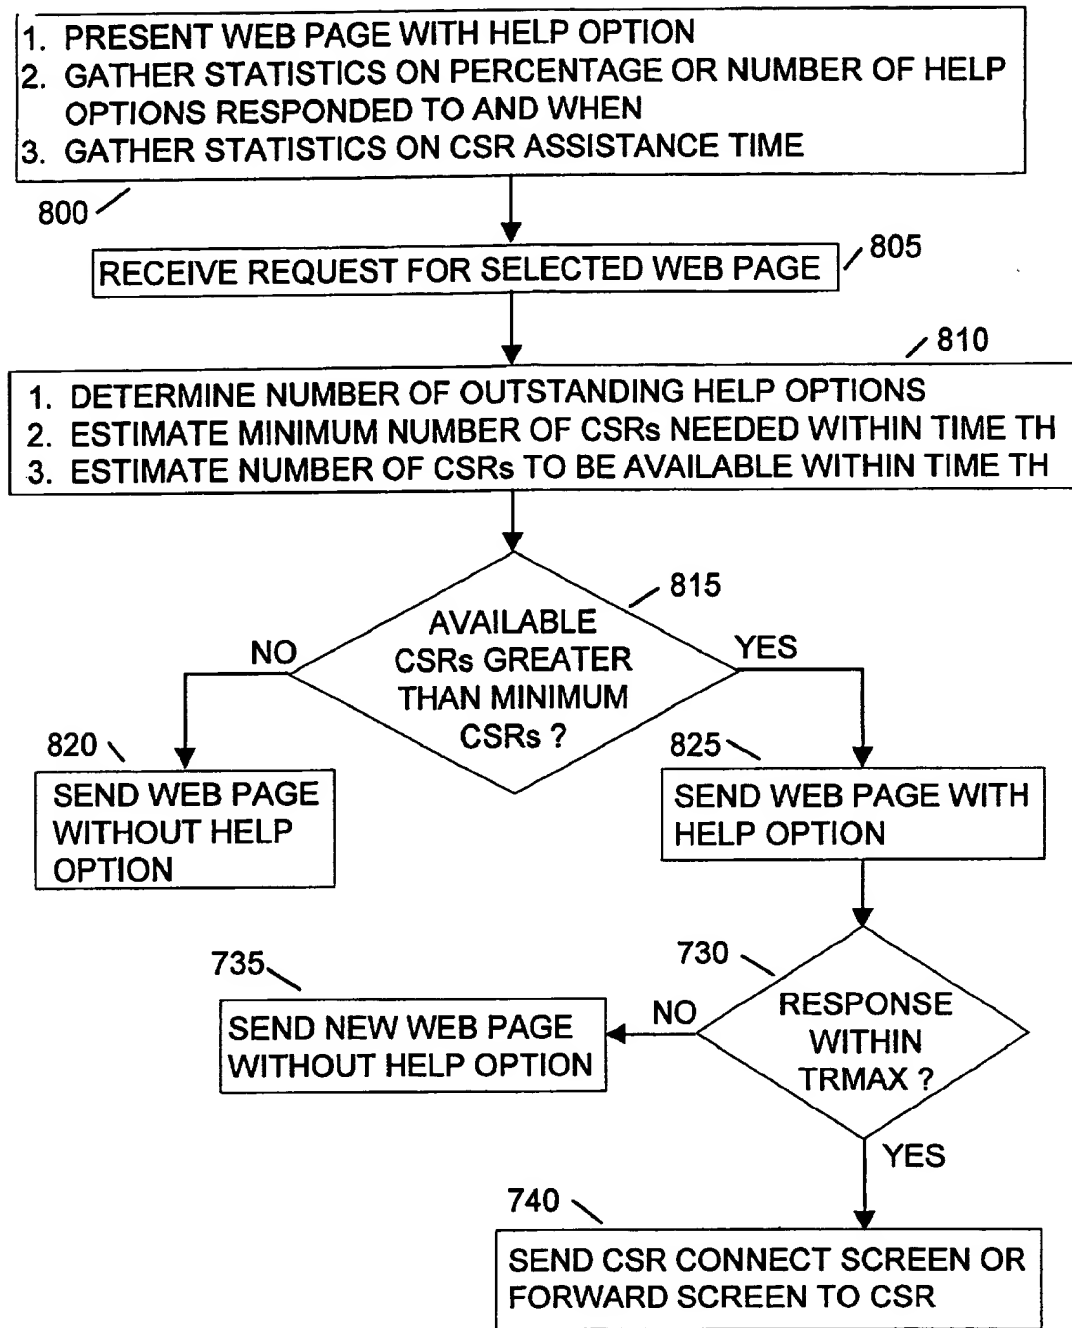 1. PRESENT WEB PAGE WITH HELP OPTION
2. GATHER STATISTICS ON PERCENTAGE OR NUMBER OF HELP
OPTIONS RESPONDED TO AND WHEN
3. GATHER STATISTICS ON CSR ASSISTANCE TIME
800
RECEIVE REQUEST FOR SELECTED WEB PAGE
805
810
1. DETERMINE NUMBER OF OUTSTANDING HELP OPTIONS
2. ESTIMATE MINIMUM NUMBER OF CSRs NEEDED WITHIN TIME TH
3. ESTIMATE NUMBER OF CSRs TO BE AVAILABLE WITHIN TIME TH
815
AVAILABLE
CSRs GREATER
THAN MINIMUM
CSRs ?
NO
YES
820
SEND WEB PAGE
WITHOUT HELP
OPTION
825
SEND WEB PAGE WITH
HELP OPTION
730
RESPONSE
WITHIN
TRMAX ?
NO
735
SEND NEW WEB PAGE
WITHOUT HELP OPTION
YES
740
SEND CSR CONNECT SCREEN OR
FORWARD SCREEN TO CSR